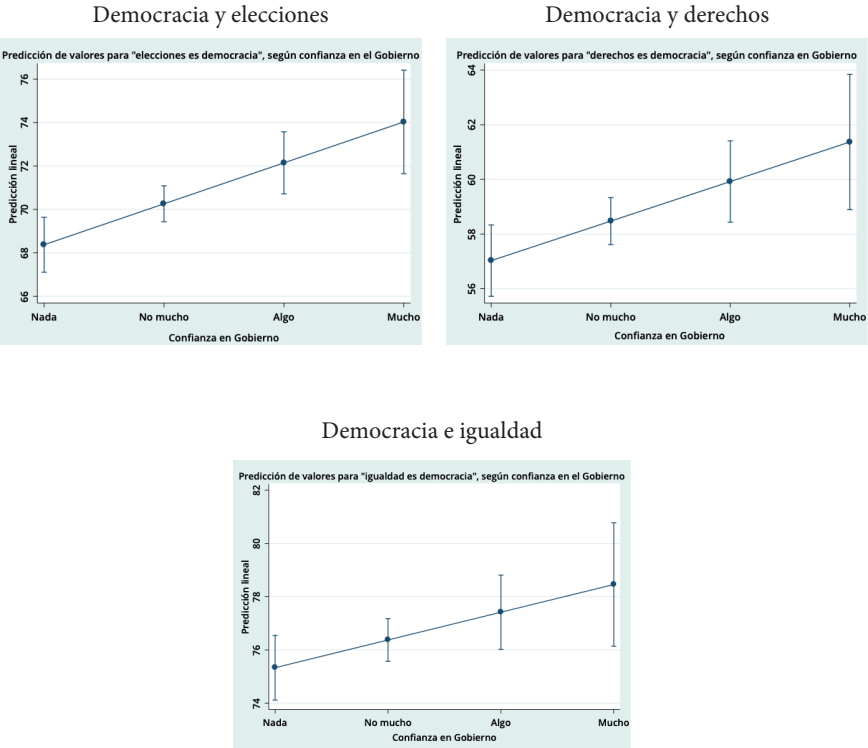 Democracia y elecciones
Predicción de valores para "elecciones es democracia", según confianza en el Gobierno
Predicción lineal
76
74
72
70
68
66
Nada No mucho Algo Mucho
Confianza en Gobierno
Democracia y derechos
Predicción de valores para "derechos es democracia", según confianza en el Gobierno
Predicción lineal
64
62
60
58
56
Nada No mucho Algo Mucho
Confianza en Gobierno
Democracia e igualdad
Predicción de valores para "igualdad es democracia", según confianza en el Gobierno
Predicción lineal
82
80
78
76
74
Nada No mucho Algo Mucho
Confianza en Gobierno